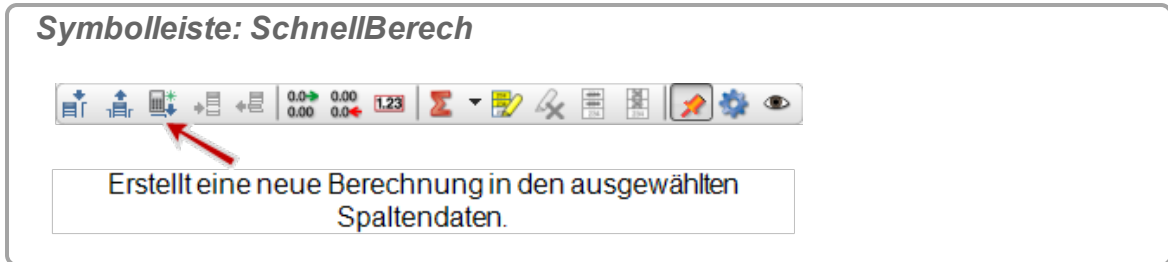 Symbolleiste: SchnellBerech
0.0 0.00 1.23
0.00 0.0
Erstellt eine neue Berechnung in den ausgewählten
Spaltendaten.